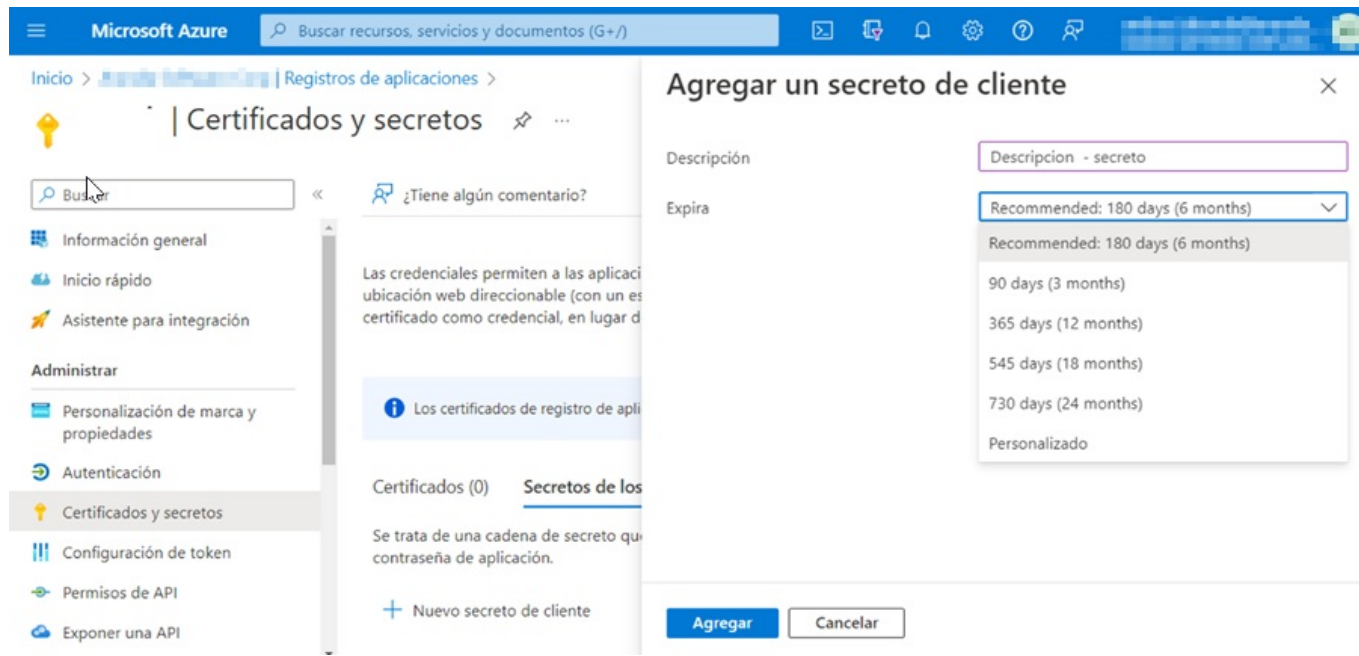 Microsoft Azure
Buscar recursos, servicios y documentos (G+/)
Inicio >
| Registros de aplicaciones >
| Certificados y secretos
Buscar
«
Información general
Inicio rápido
Asistente para integración
Administrar
Personalización de marca y
propiedades
Autenticación
Certificados y secretos
Configuración de token
Permisos de API
Exponer una API
¿Tiene algún comentario?
Las credenciales permiten a las
ubicación web direccionable (con un
certificado como credencial, en lugar
Los certificados de registro de
Certificados (0)
Secretos de los
Se trata de una cadena de secreto
contraseña de aplicación.
+ Nuevo secreto de cliente
Agregar un secreto de cliente
Descripción
Descripcion - secreto
Expira
Recommended: 180 days (6 months)
Recommended: 180 days (6 months)
90 days (3 months)
365 days (12 months)
545 days (18 months)
730 days (24 months)
Personalizado
Agregar
Cancelar